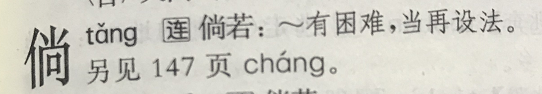 倘 tǎng 连 倘若：～有困难，当再设法。
另见 147 页 cháng。